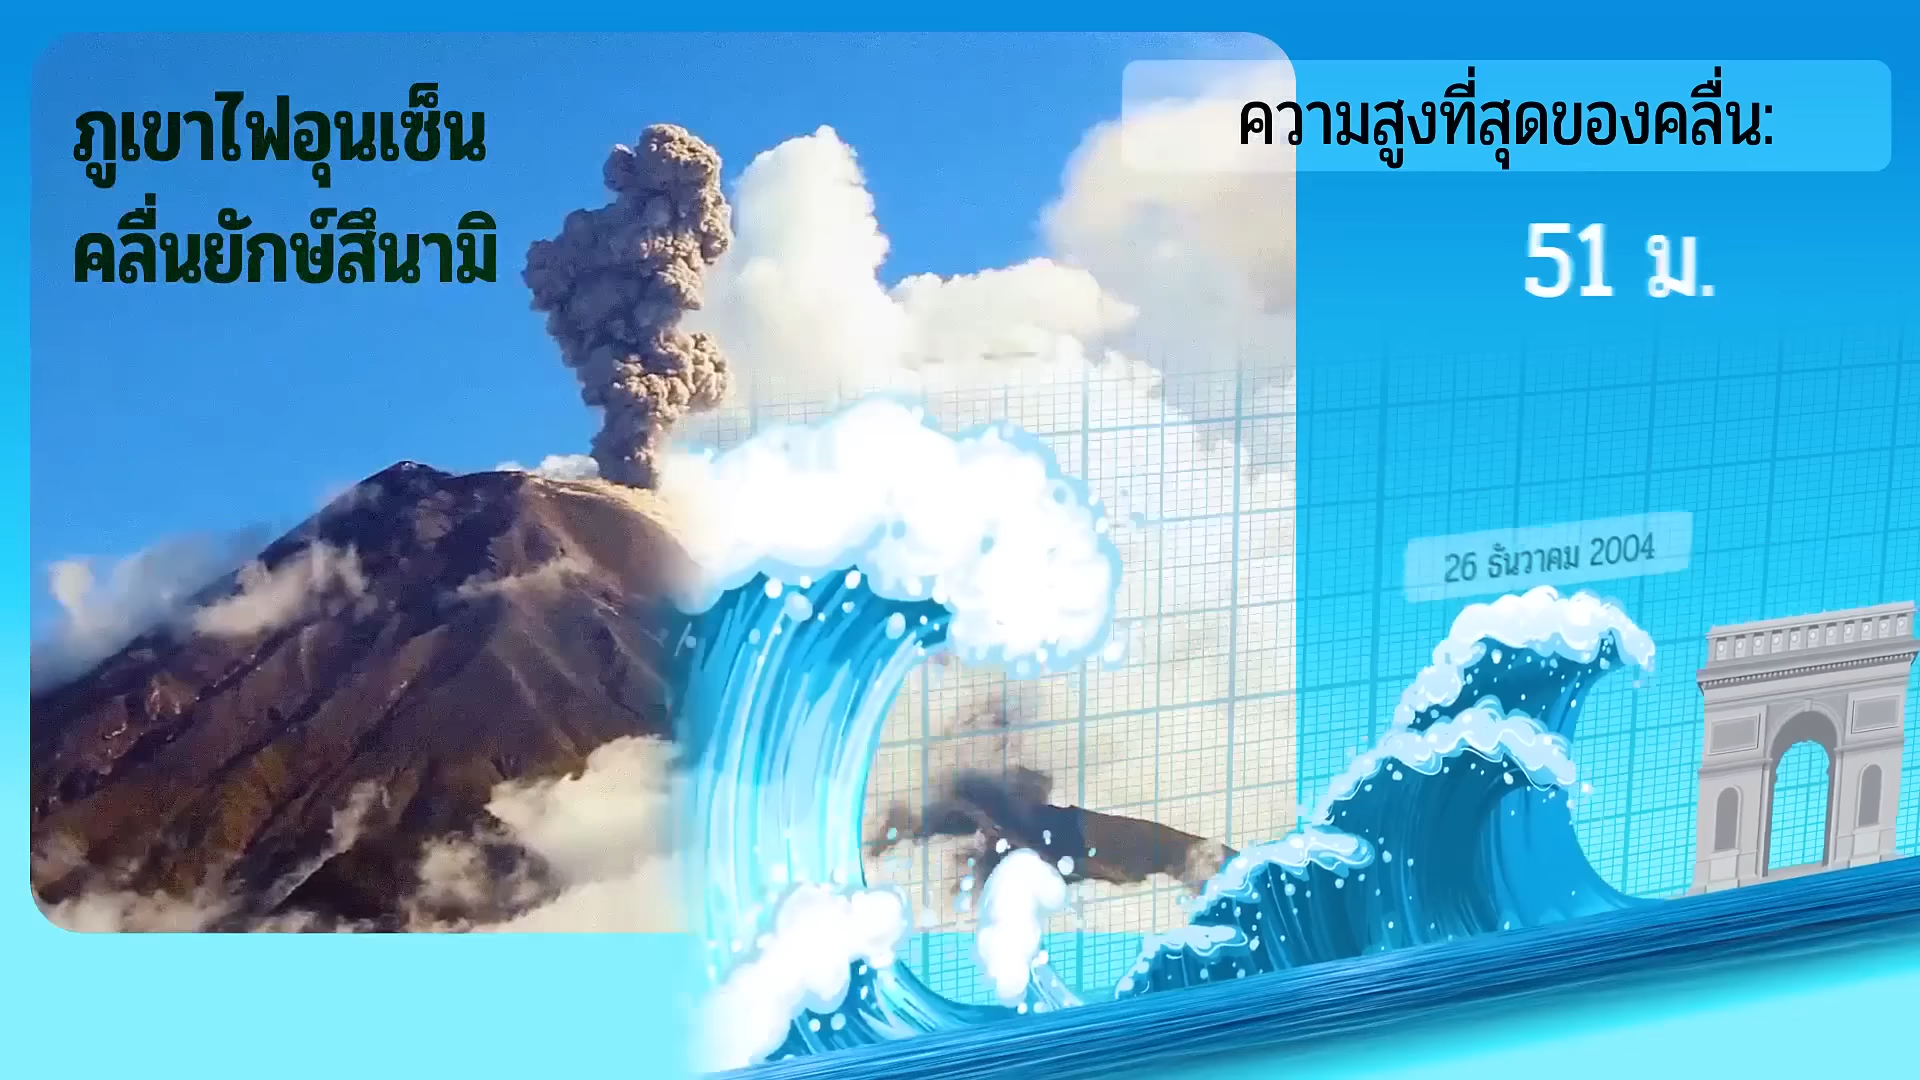 ภูเขาไฟอุนเซ็น
คลื่นยักษ์สึนามิ
ความสูงที่สุดของคลื่น:
51 ม.
26 ธันวาคม 2004